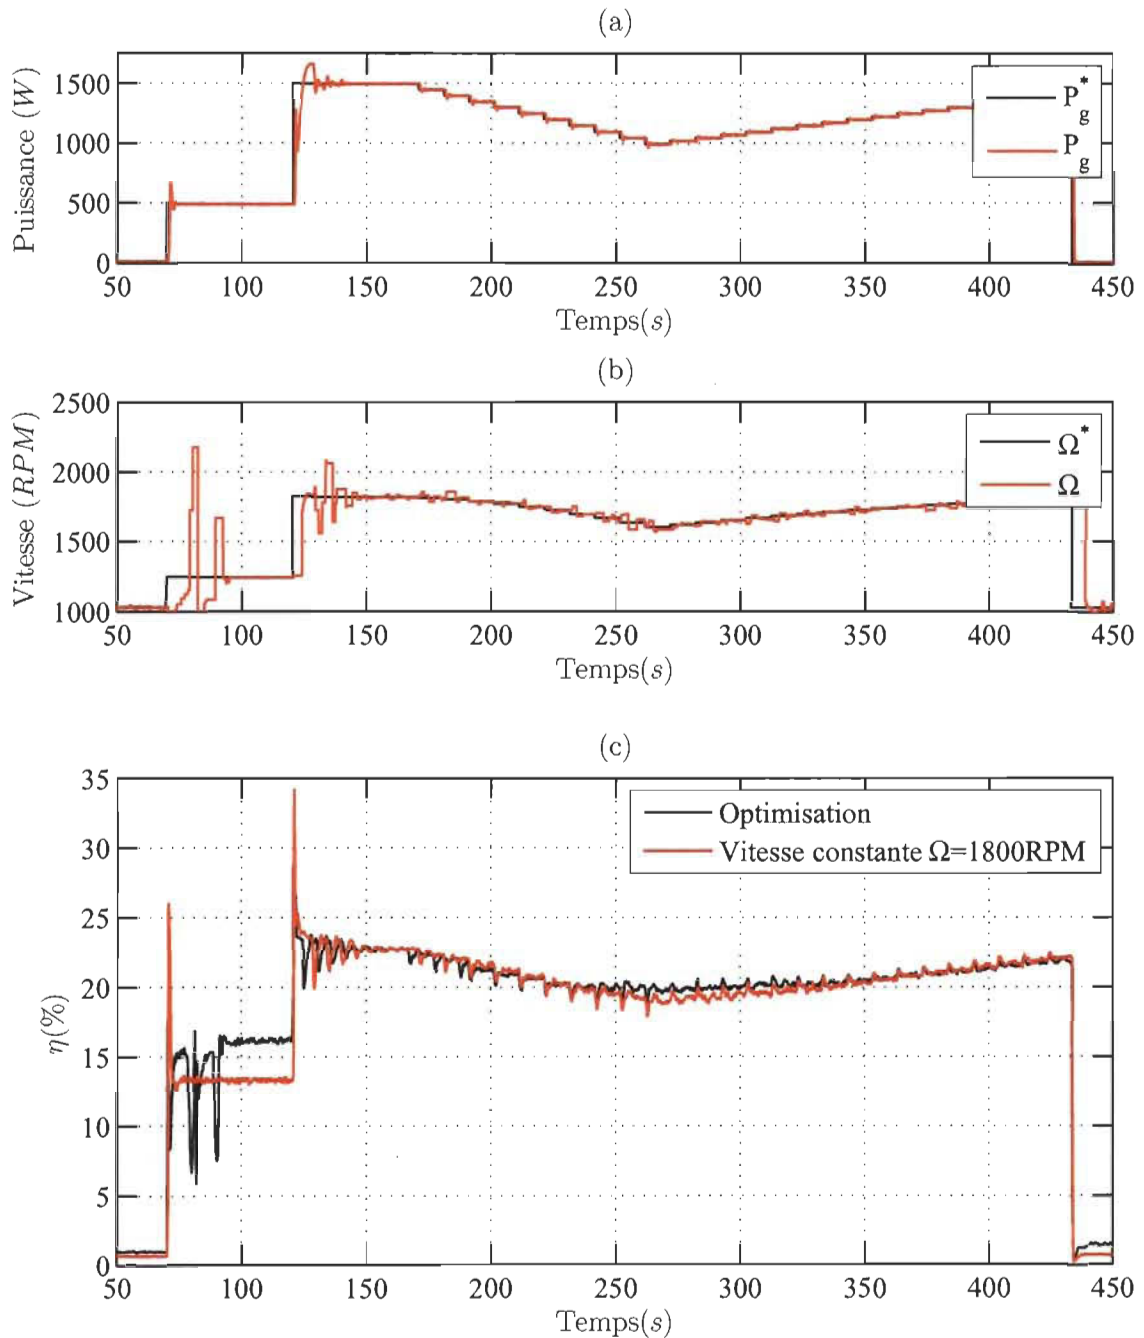 (a)
Puissance (W)
1500
1000
500
0
P*g
Pg
50 100 150 200 250 300 350 400 450
Temps(s)
(b)
Vitesse (RPM)
2500
2000
1500
1000
Ω*
Ω
50 100 150 200 250 300 350 400 450
Temps(s)
(c)
η(%)
35
30
25
20
15
10
5
0
Optimisation
Vitesse constante Ω=1800RPM
50 100 150 200 250 300 350 400 450
Temps(s)